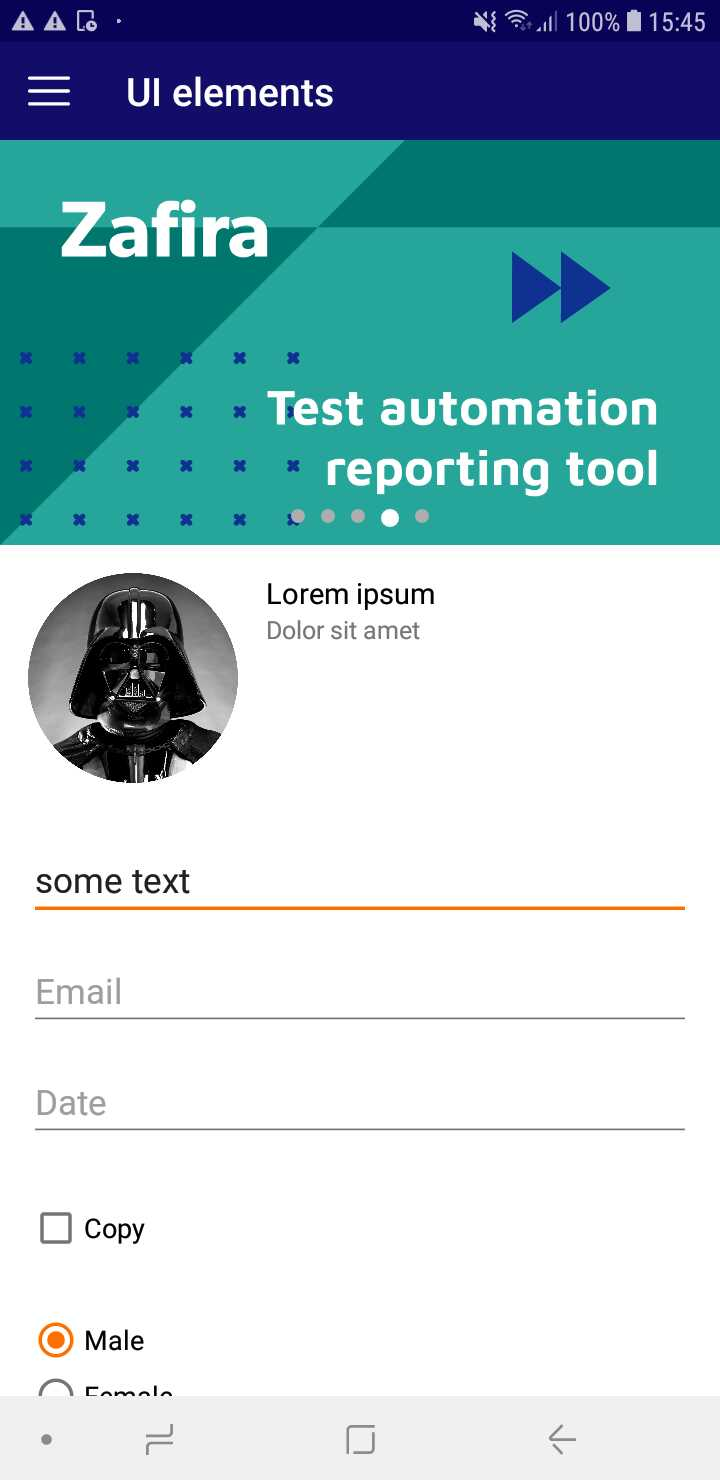 100% 15:45
UI elements
Zafira
Test automation
reporting tool
Lorem ipsum
Dolor sit amet
some text
Email
Date
Copy
Male
Female